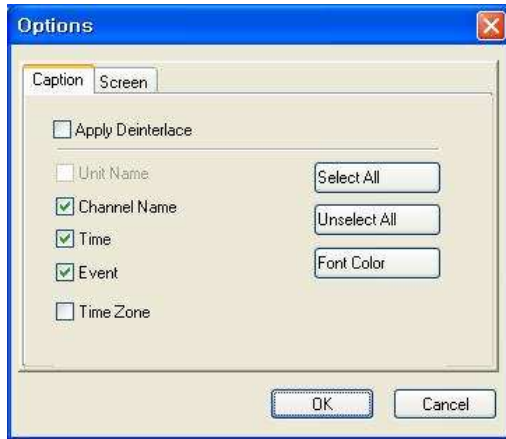 Options
Caption
Screen
Apply Deinterlace
Unit Name
Select All
Channel Name
Unselect All
Time
Font Color
Event
Time Zone
OK
Cancel